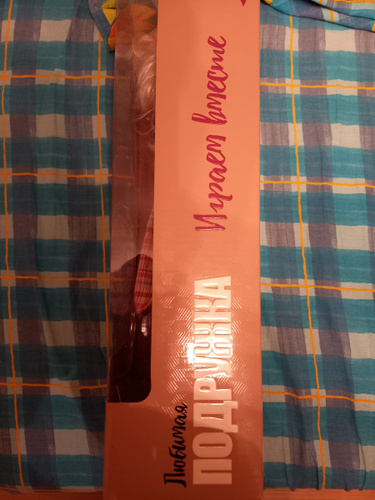 Играем вместе
Любимая
ПОДРУЖКА